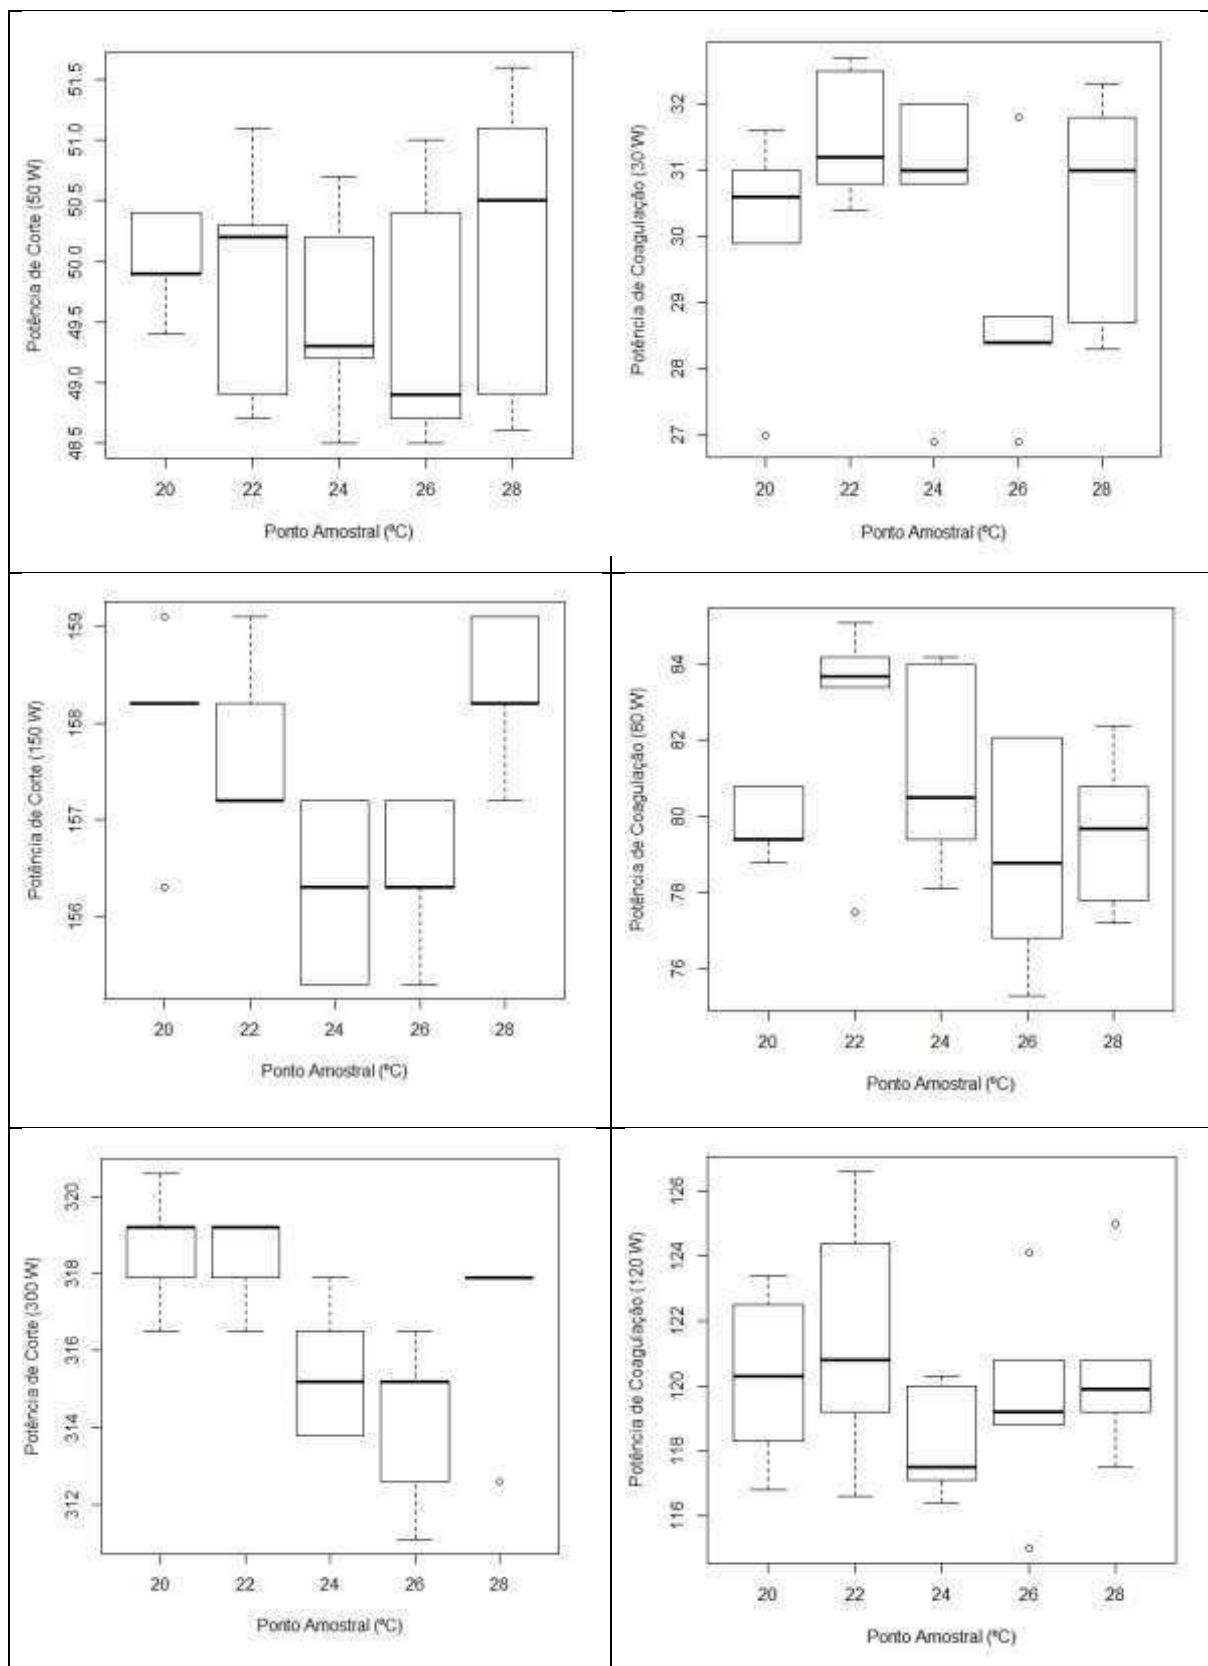 Potência de Corte (50 W)
51.5
51.0
50.5
50.0
49.5
49.0
48.5
20 22 24 26 28
Ponto Amostral (ºC)
Potência de Coagulação (30 W)
32
31
30
29
28
27
20 22 24 26 28
Ponto Amostral (ºC)
Potência de Corte (150 W)
159
158
157
156
20 22 24 26 28
Ponto Amostral (ºC)
Potência de Coagulação (80 W)
84
82
80
78
76
20 22 24 26 28
Ponto Amostral (ºC)
Potência de Corte (300 W)
320
318
316
314
312
20 22 24 26 28
Ponto Amostral (ºC)
Potência de Coagulação (120 W)
126
124
122
120
118
116
20 22 24 26 28
Ponto Amostral (ºC)